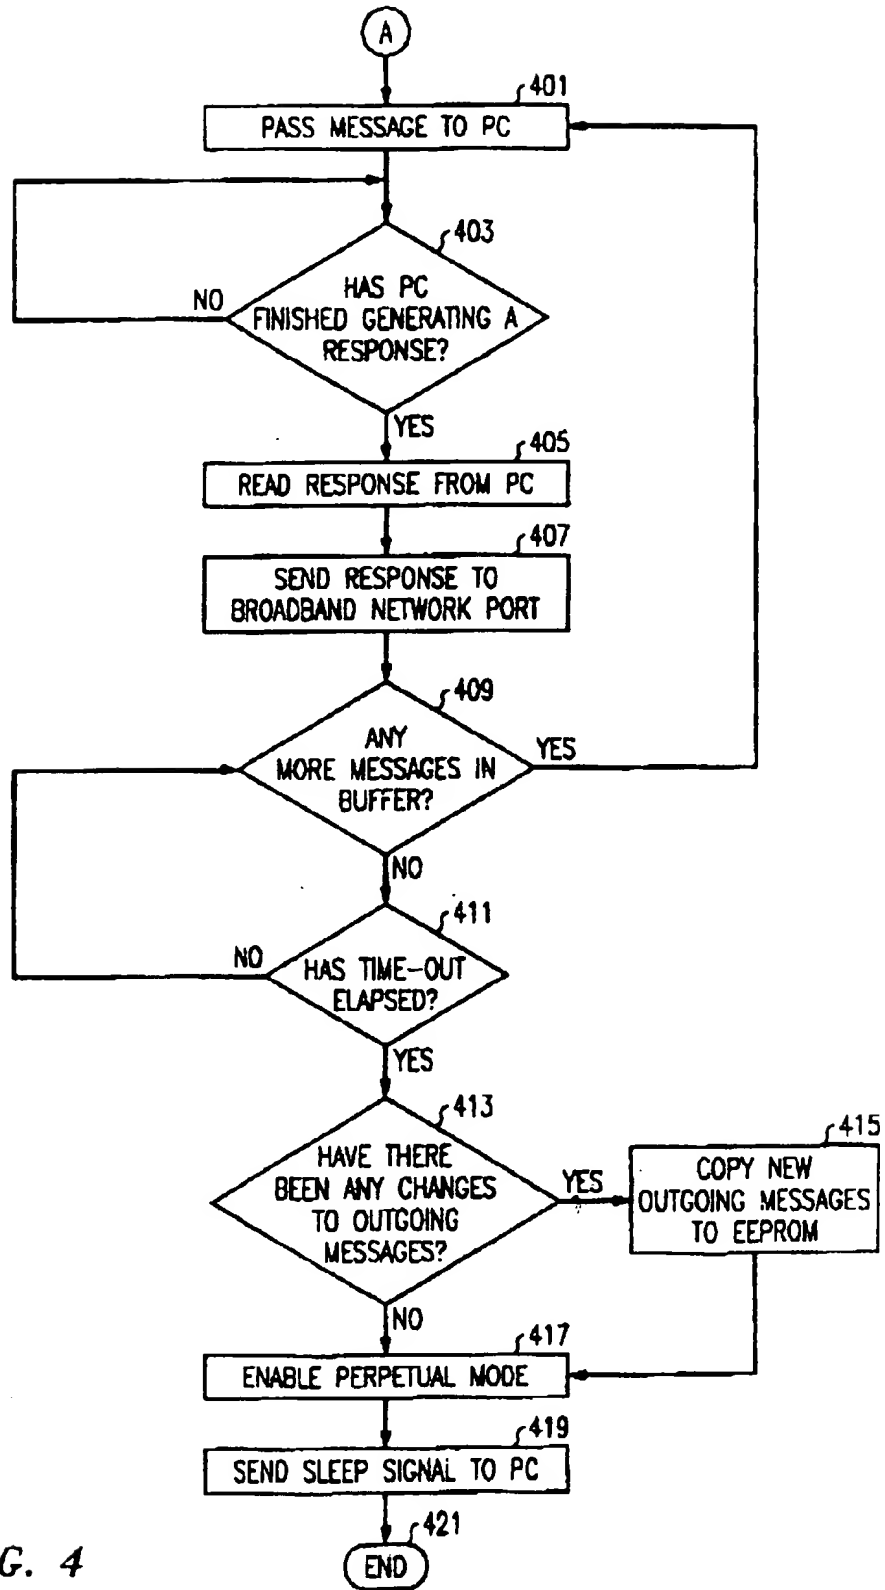 A
401
PASS MESSAGE TO PC
403
HAS PC
FINISHED GENERATING A
RESPONSE?
NO
YES
405
READ RESPONSE FROM PC
407
SEND RESPONSE TO
BROADBAND NETWORK PORT
409
ANY
MORE MESSAGES IN
BUFFER?
YES
NO
411
HAS TIME-OUT
ELAPSED?
NO
YES
413
HAVE THERE
BEEN ANY CHANGES
TO OUTGOING
MESSAGES?
YES
415
COPY NEW
OUTGOING MESSAGES
TO EEPROM
NO
417
ENABLE PERPETUAL MODE
419
SEND SLEEP SIGNAL TO PC
421
END
G. 4